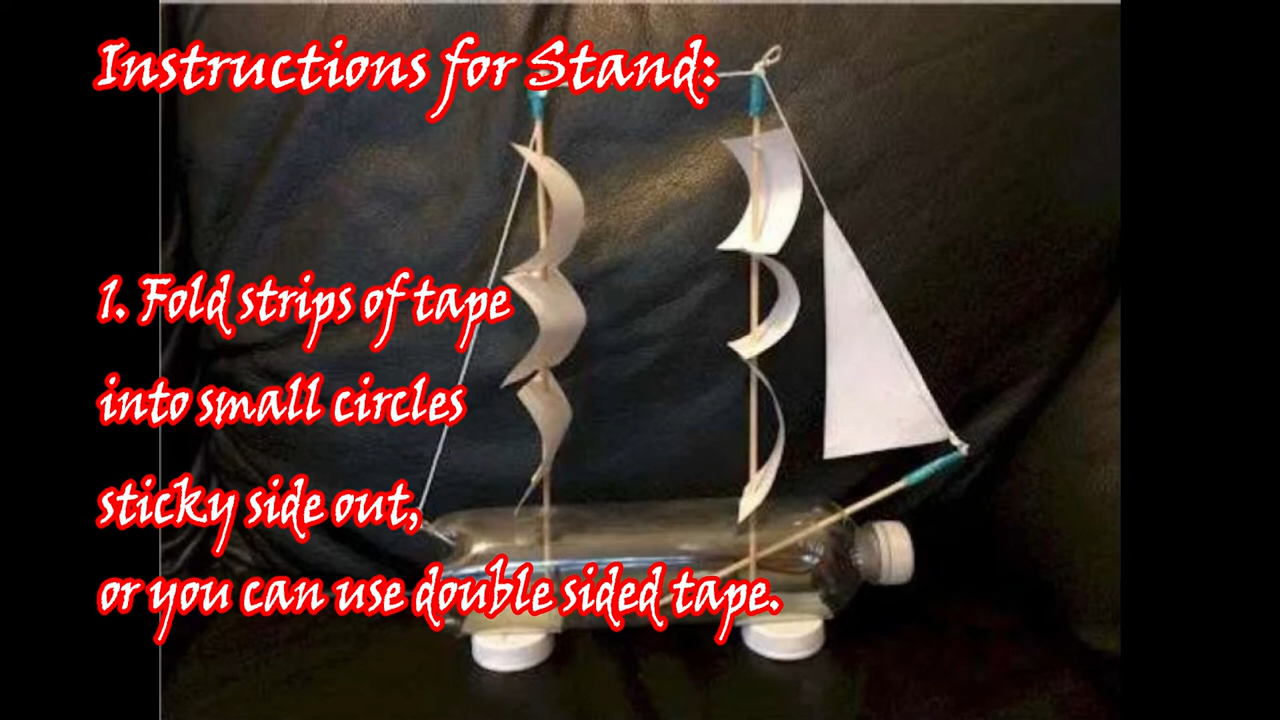 Instructions for Stand:
1. Fold strips of tape
into small circles
sticky side out,
or you can use double sided tape.